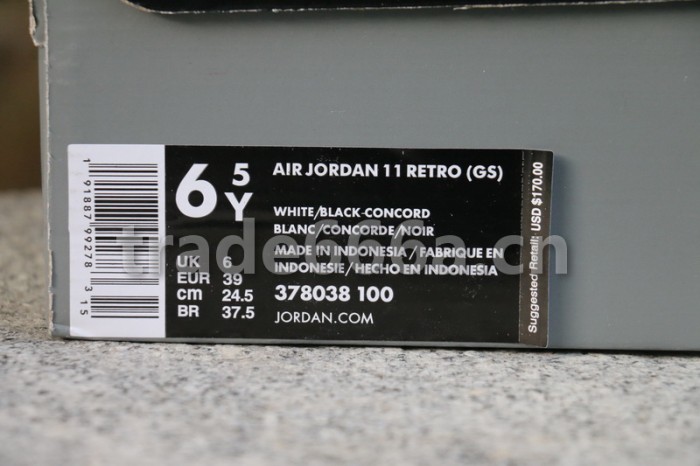 6 5 Y
AIR JORDAN 11 RETRO (GS)
WHITE/BLACK-CONCORD
BLANC/CONCORDE/NOIR
MADE IN INDONESIA / FABRIQUE EN
INDONESIE / HECHO EN INDONESIA
378038 100
JORDAN.COM
UK 6
EUR 39
cm 24.5
BR 37.5
1 91887 99278 3 15
Suggested Retail: USD $170.00